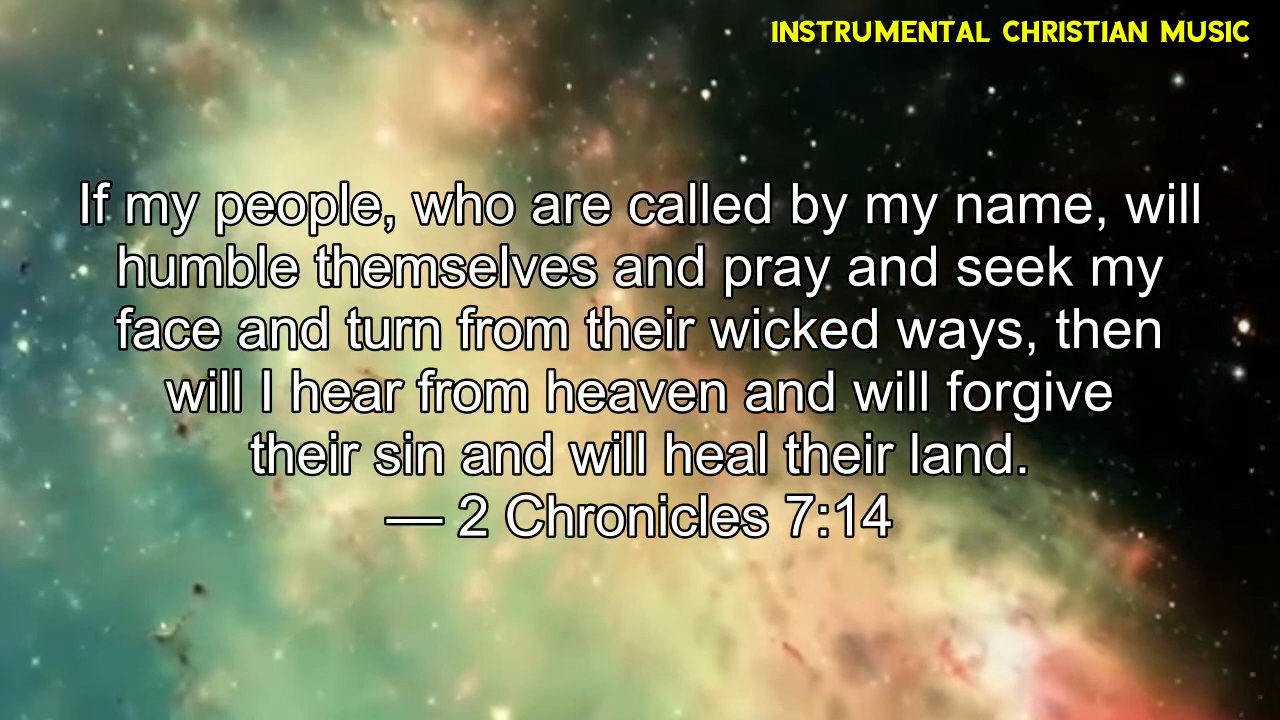 INSTRUMENTAL CHRISTIAN MUSIC
If my people, who are called by my name, will
humble themselves and pray and seek my
face and turn from their wicked ways, then
will I hear from heaven and will forgive
their sin and will heal their land.
— 2 Chronicles 7:14